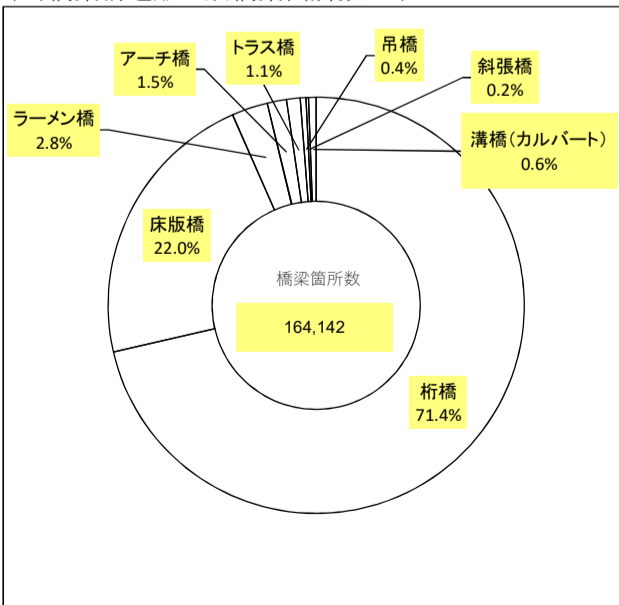 トラス橋
1.1%
吊橋
0.4%
アーチ橋
1.5%
斜張橋
0.2%
ラーメン橋
2.8%
溝橋(カルバート)
0.6%
床版橋
22.0%
橋梁箇所数
164,142
桁橋
71.4%